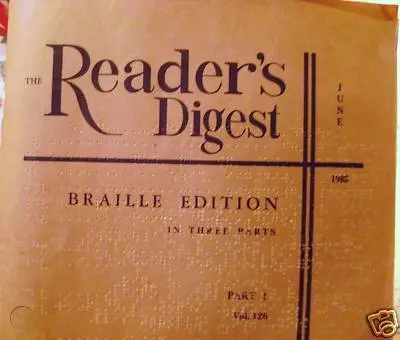 THE Reader's
Digest
JUNE
1985
BRAILLE EDITION
IN THREE PARTS
PART 1
Vol. 126